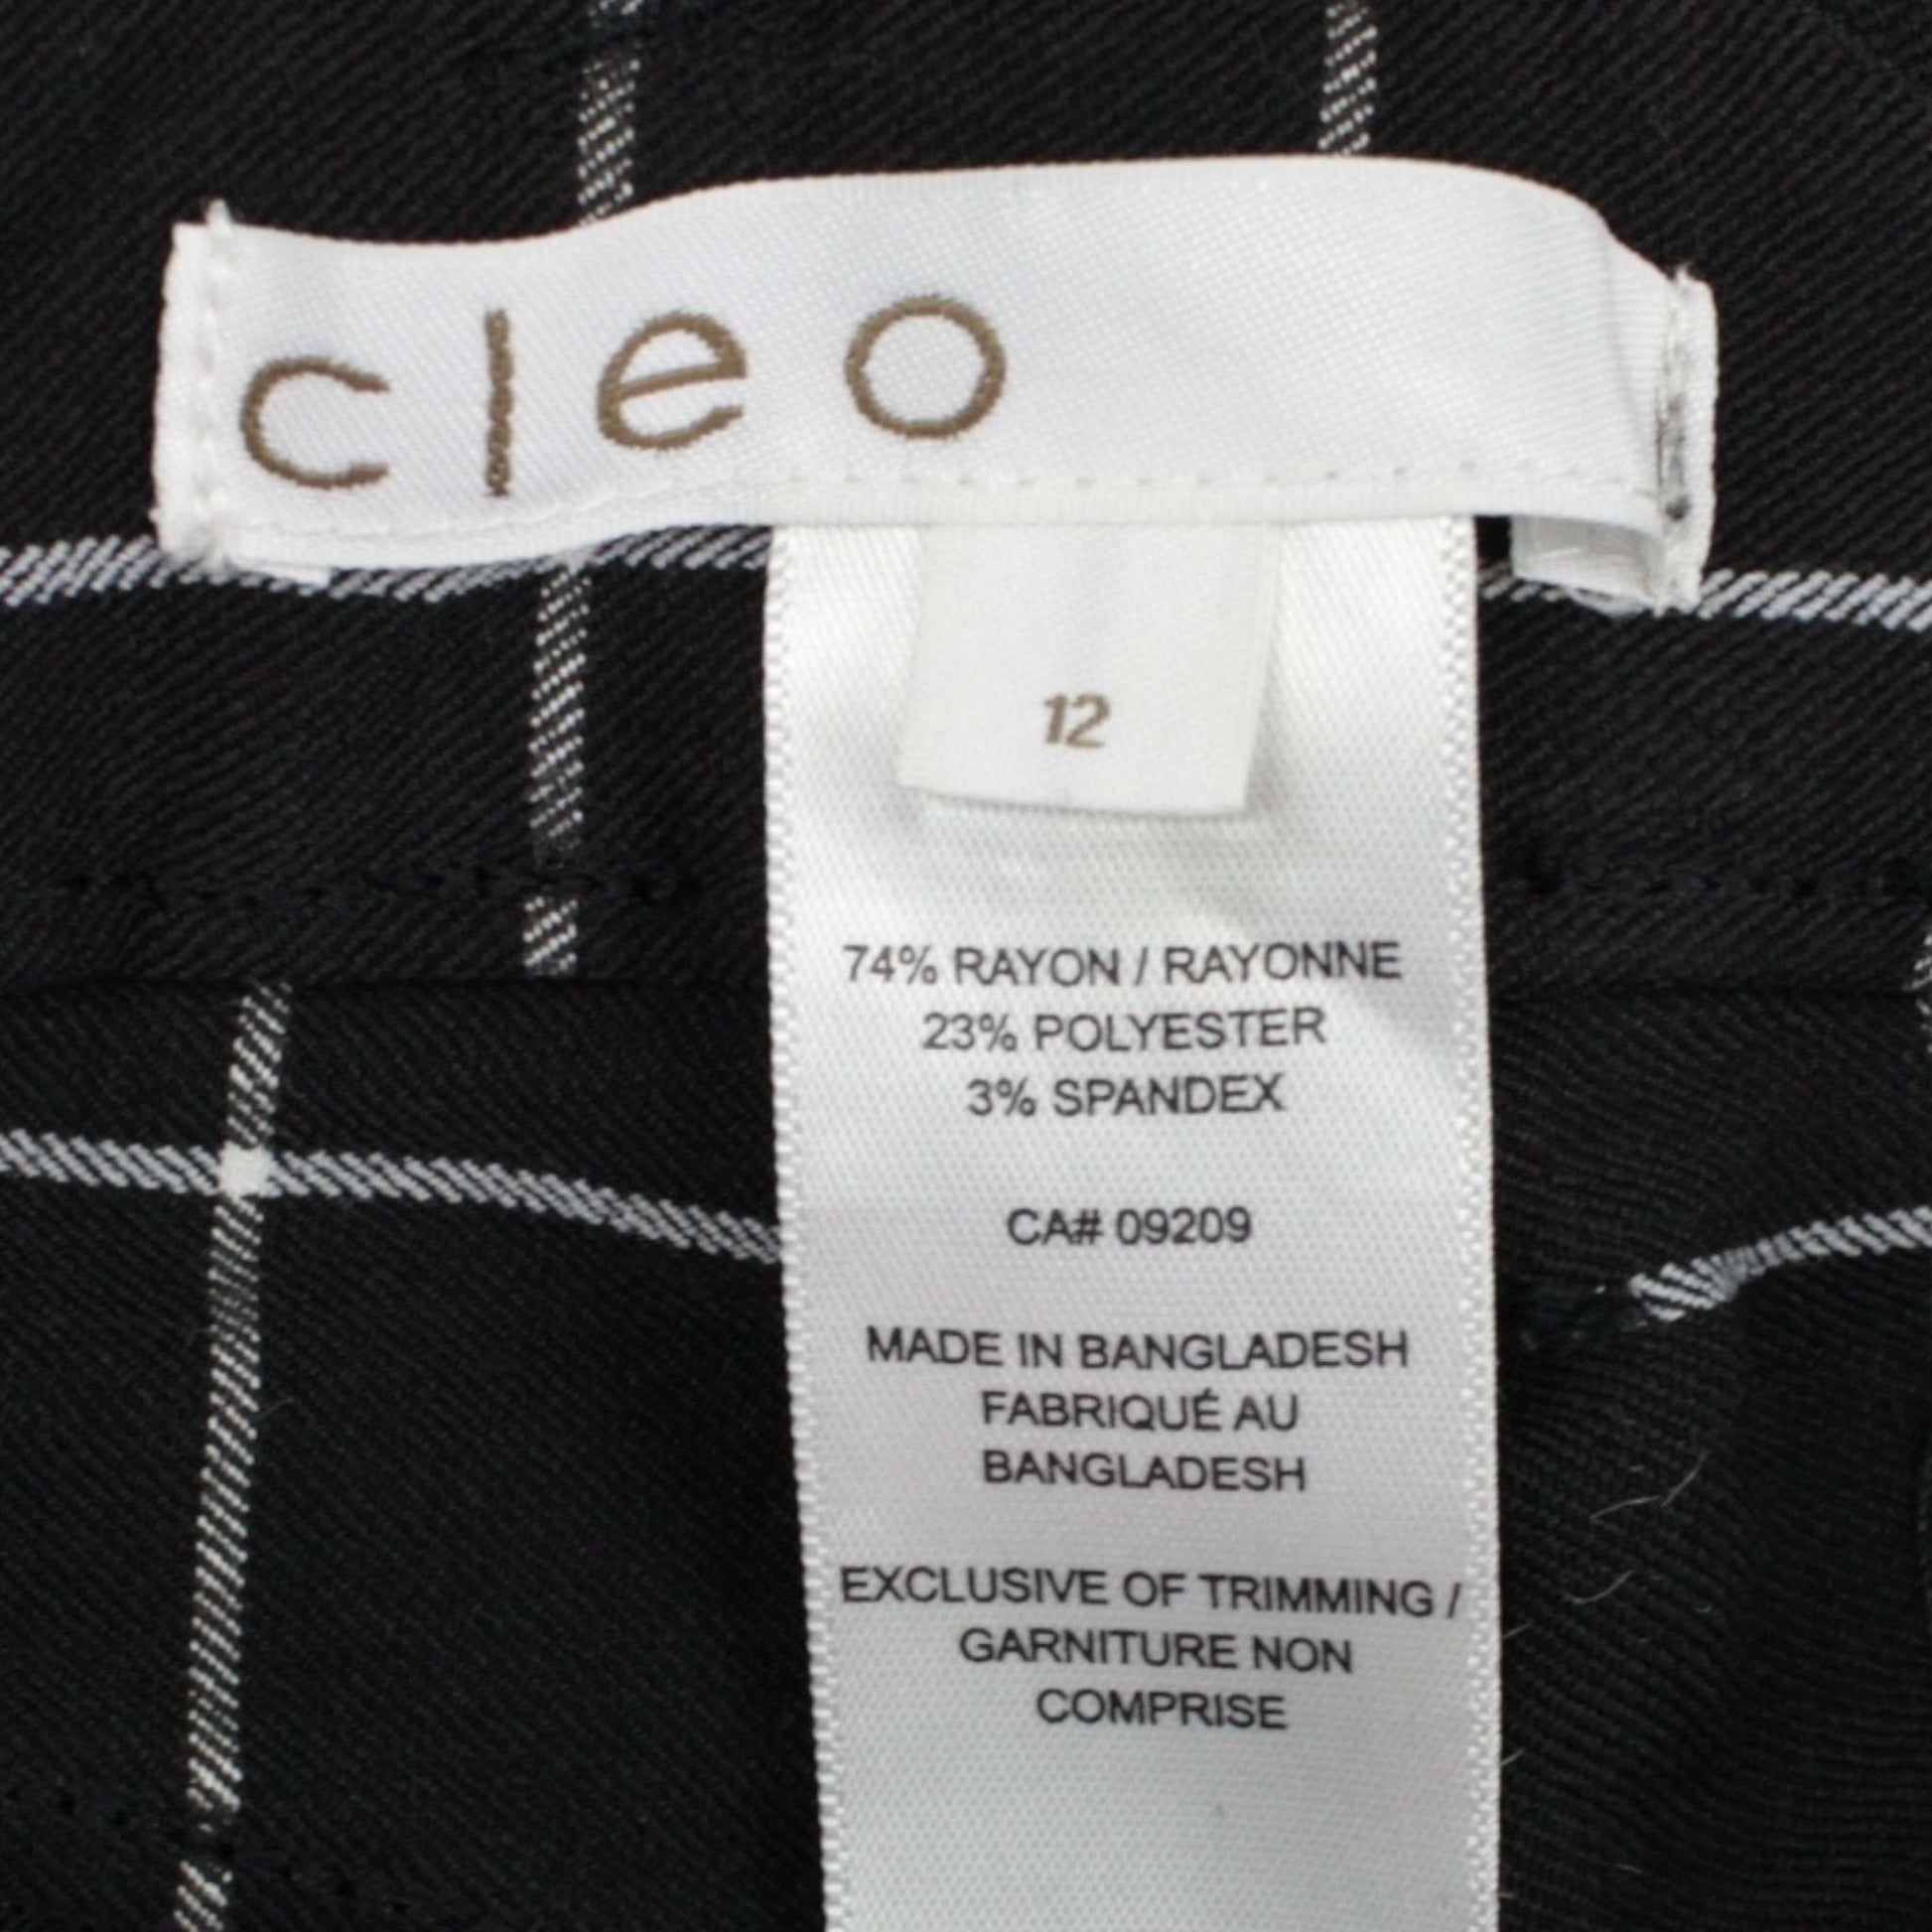 cleo
12
74% RAYON / RAYONNE
23% POLYESTER
3% SPANDEX
CA# 09209
MADE IN BANGLADESH
FABRIQUÉ AU
BANGLADESH
EXCLUSIVE OF TRIMMING /
GARNITURE NON
COMPRISE